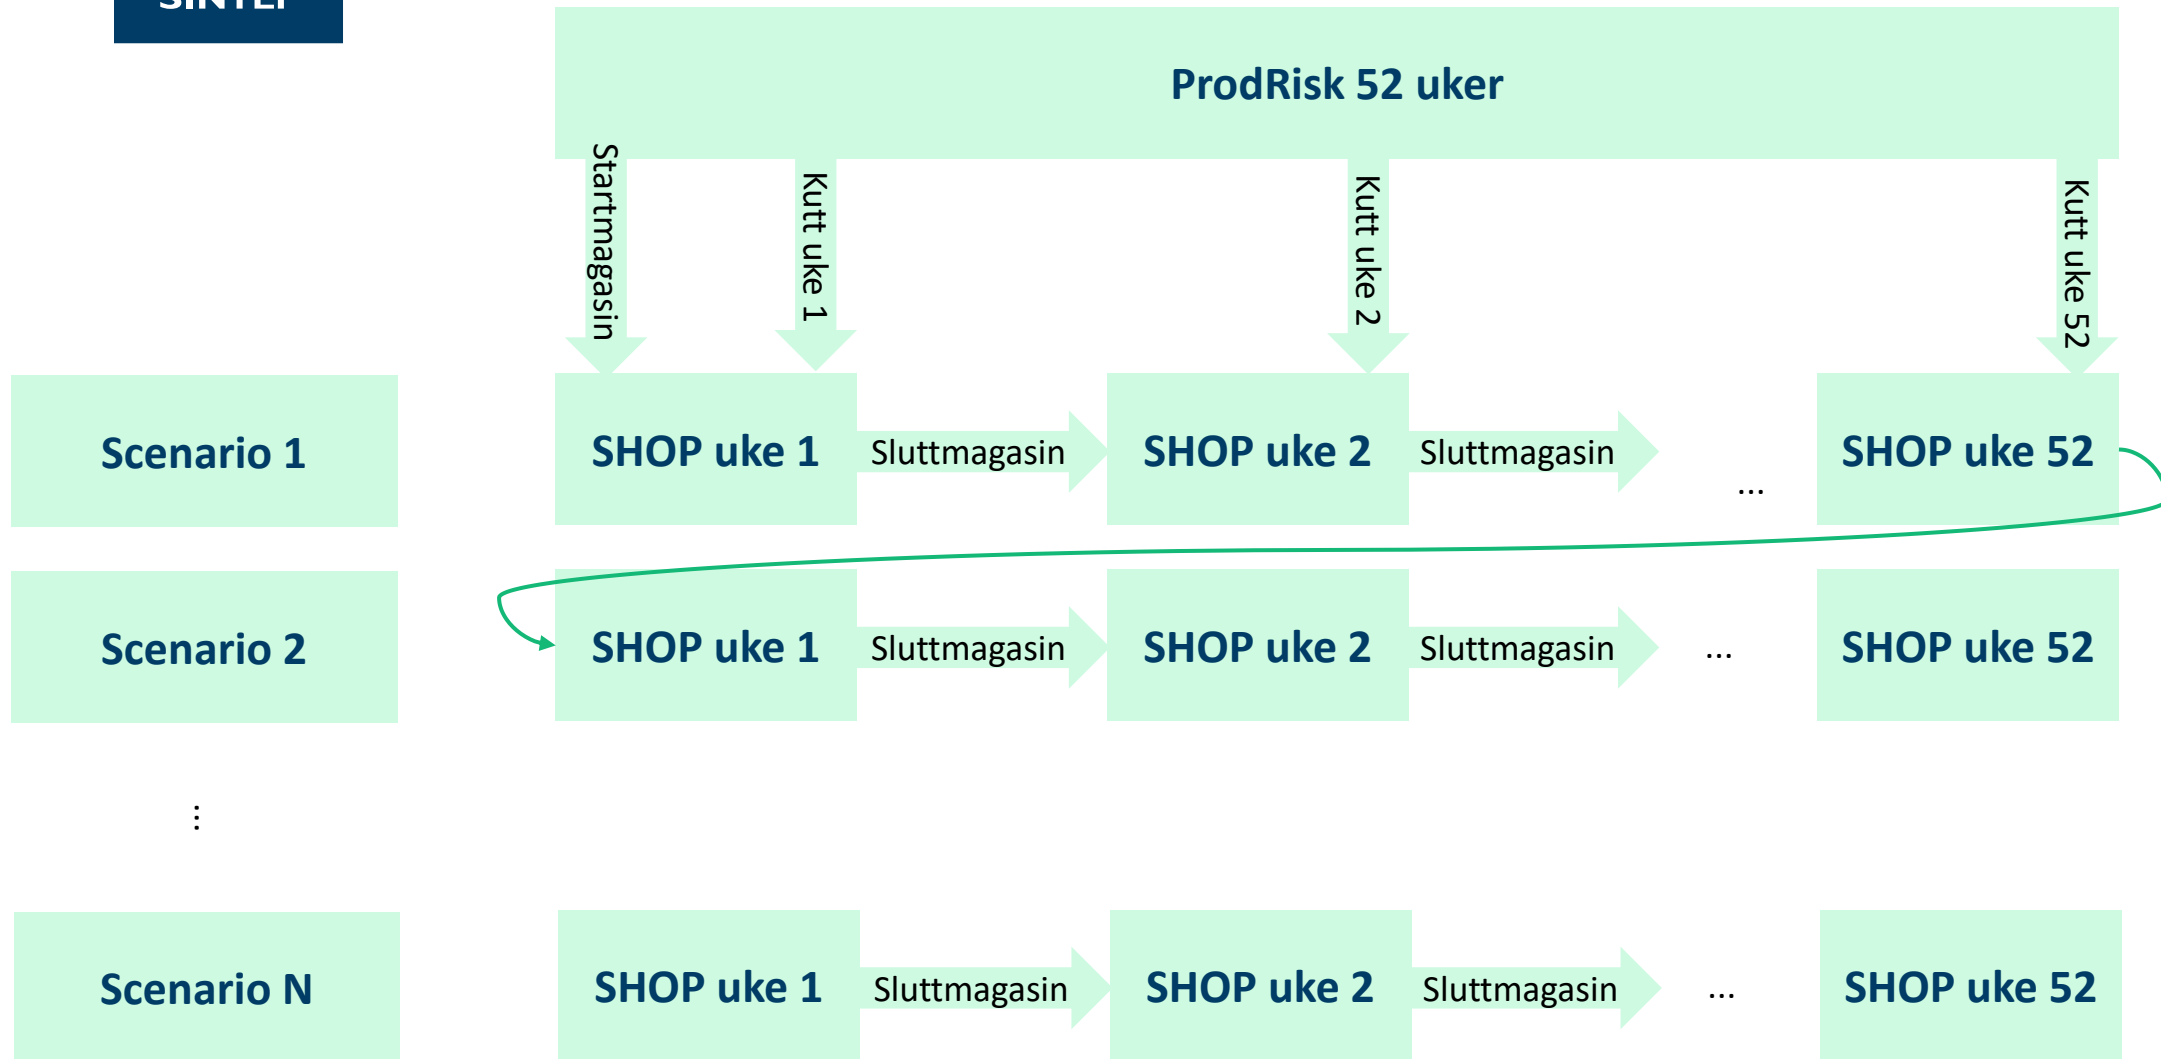 SINTEF
ProdRisk 52 uker
Startmagasin
Kutt uke 1
Kutt uke 2
Kutt uke 52
Scenario 1
SHOP uke 1
Sluttmagasin
SHOP uke 2
Sluttmagasin
...
SHOP uke 52
Scenario 2
SHOP uke 1
Sluttmagasin
SHOP uke 2
Sluttmagasin
...
SHOP uke 52
...
Scenario N
SHOP uke 1
Sluttmagasin
SHOP uke 2
Sluttmagasin
...
SHOP uke 52